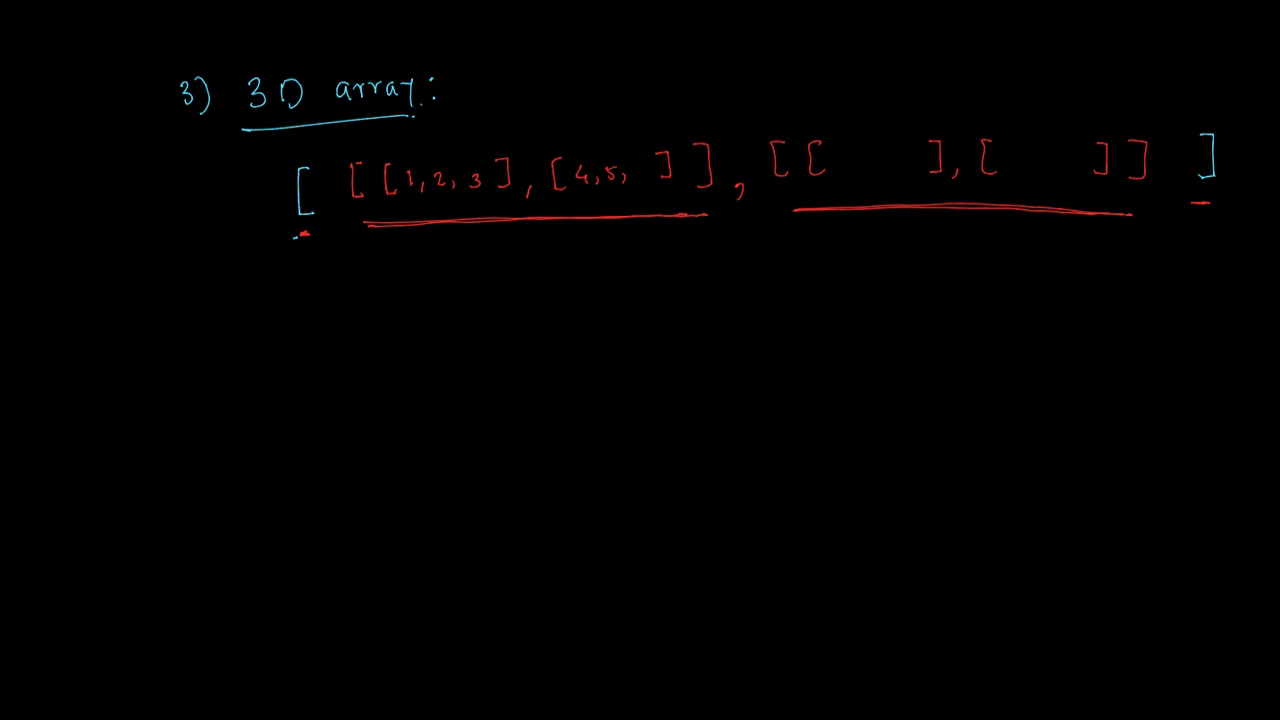 3) 3D array:
[ [ [1, 2, 3], [4, 5, ] ], [ [ ], [ ] ] ]